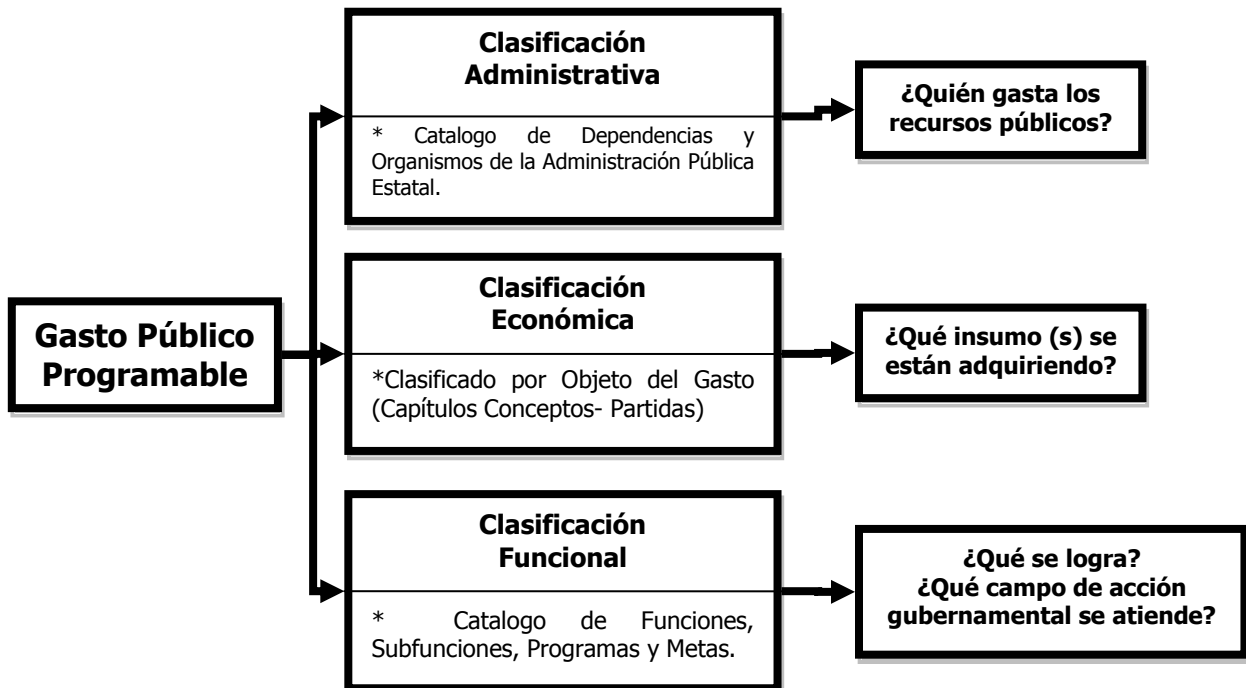 Gasto Público
Programable
Clasificación
Administrativa
* Catalogo de Dependencias y
Organismos de la Administración Pública
Estatal.
¿Quién gasta los
recursos públicos?
Clasificación
Económica
*Clasificado por Objeto del Gasto
(Capítulos Conceptos- Partidas)
¿Qué insumo (s) se
están adquiriendo?
Clasificación
Funcional
* Catalogo de Funciones,
Subfunciones, Programas y Metas.
¿Qué se logra?
¿Qué campo de acción
gubernamental se atiende?